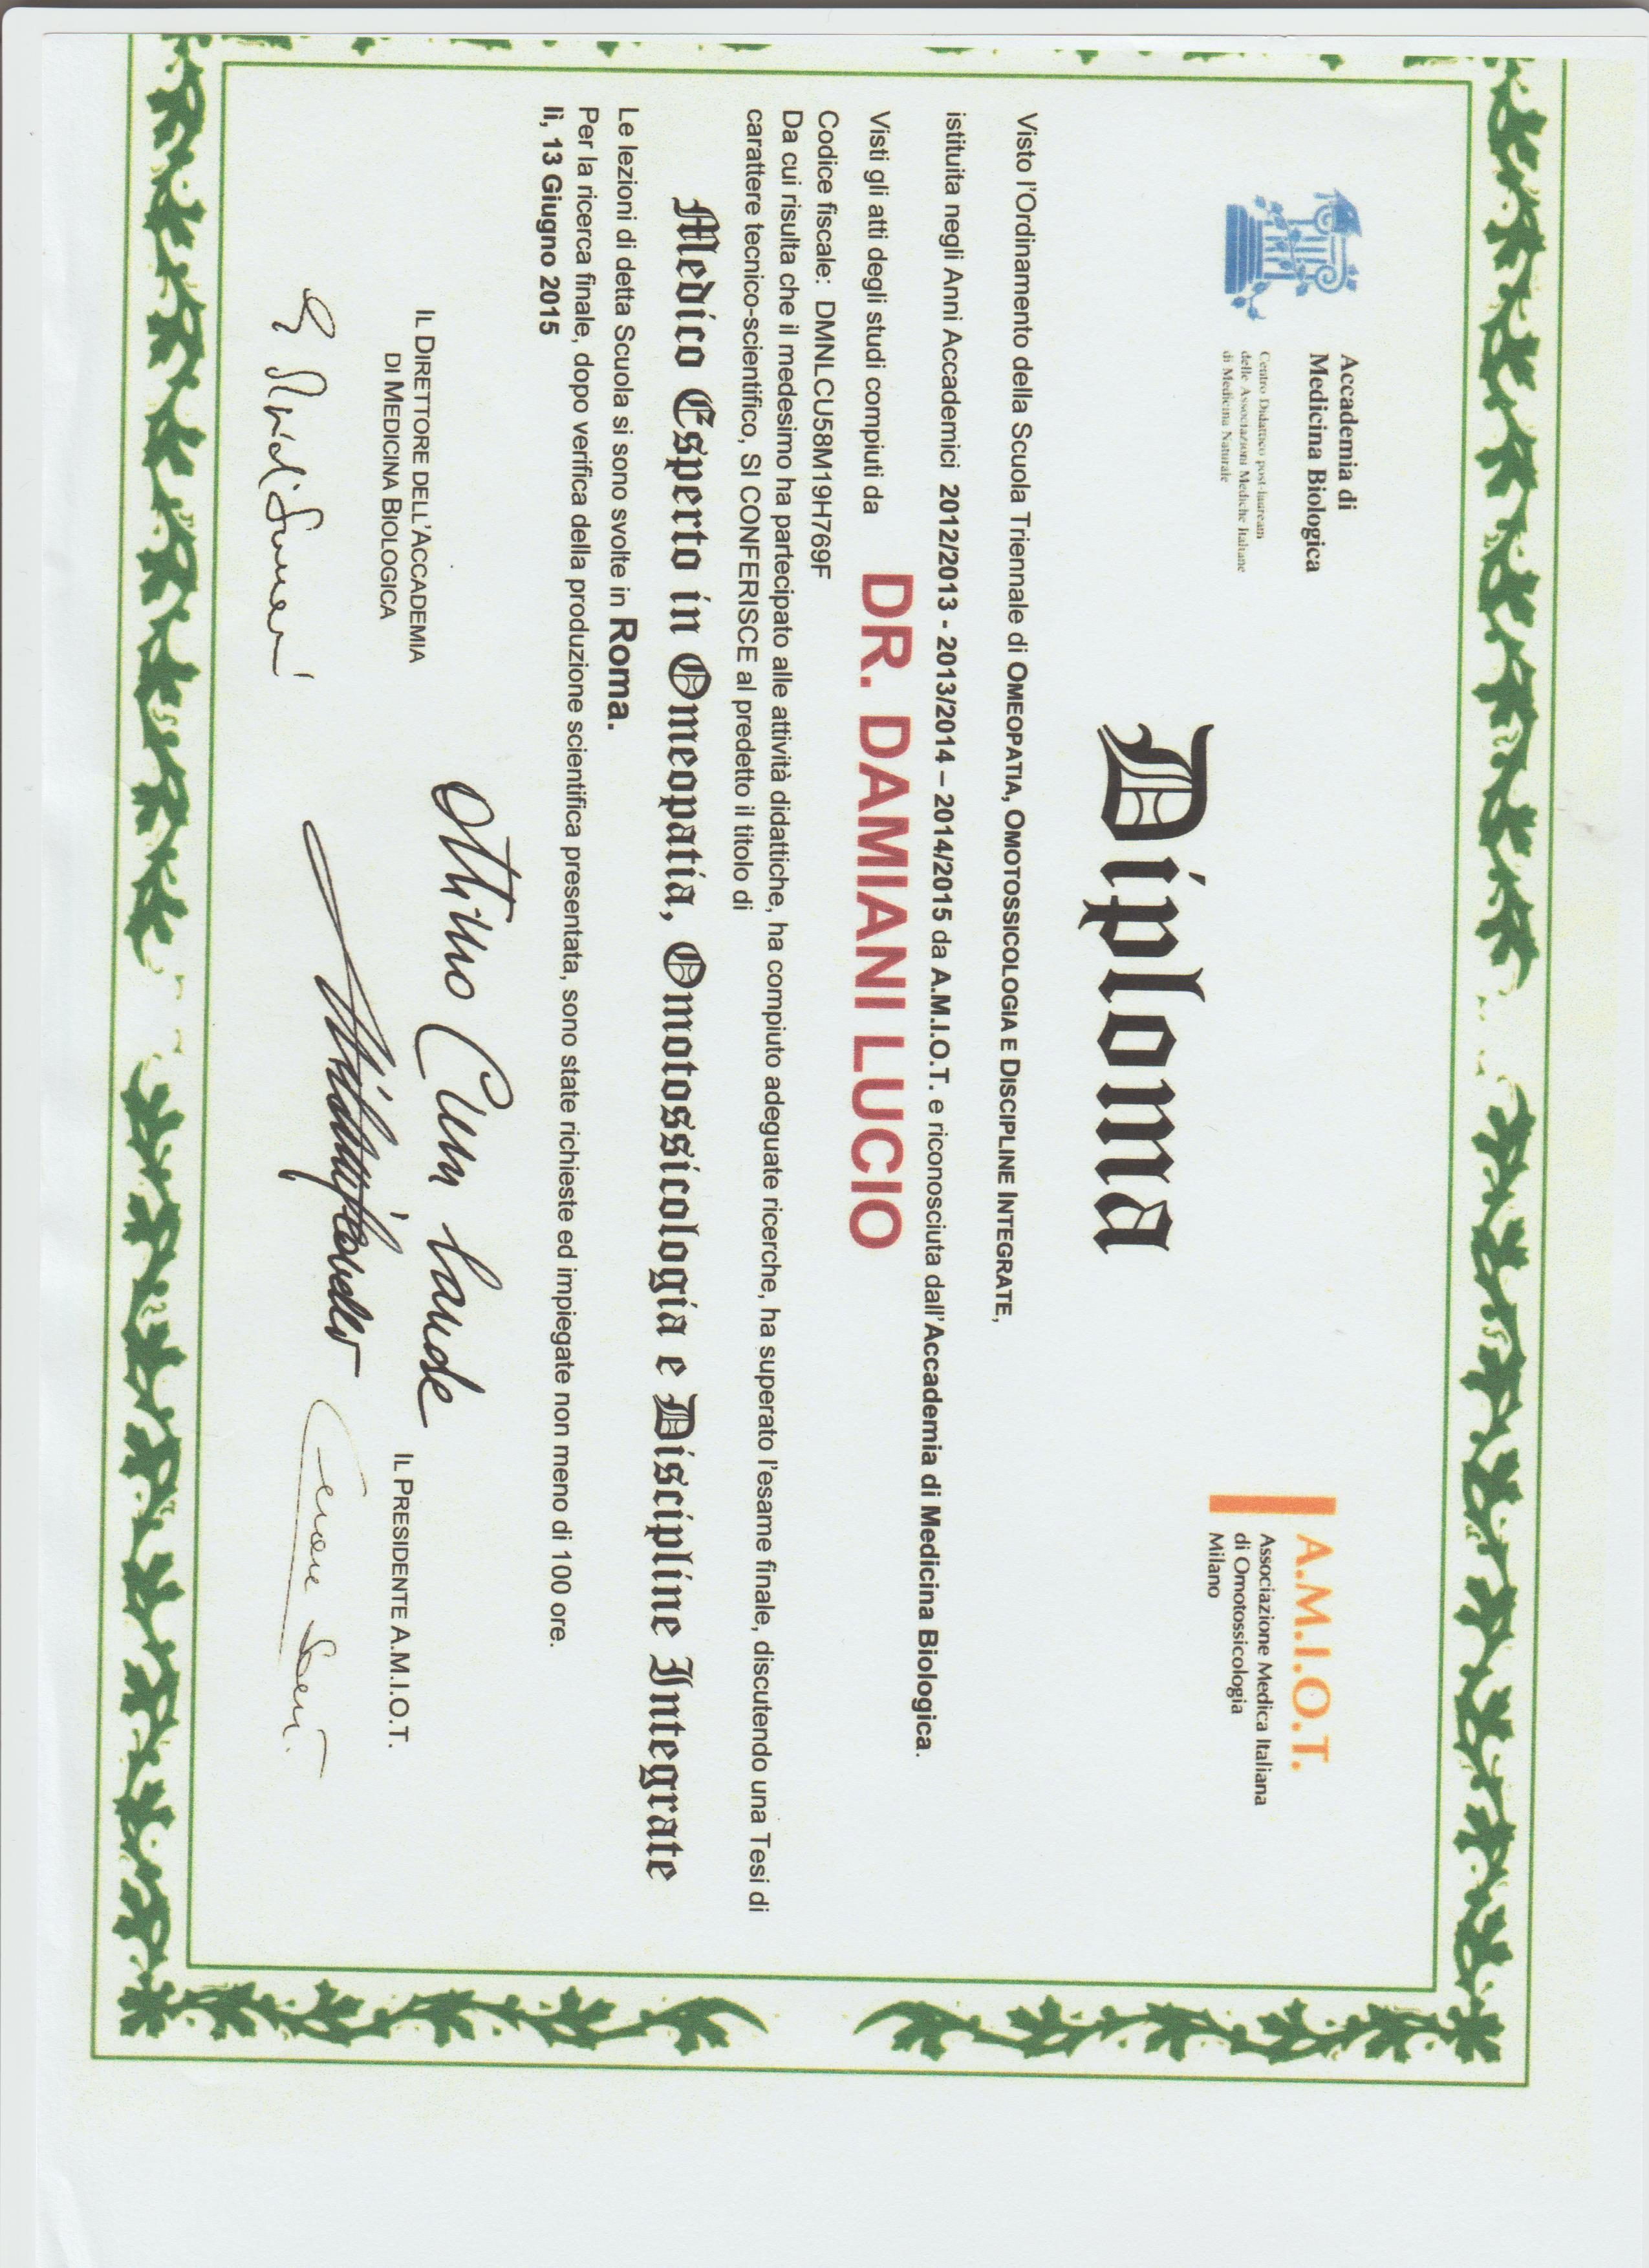 Accademia di
Medicina Biologica
Centro Didattico post-lauream
delle Associazioni Mediche Italiane
di Medicina Naturale
A.M.I.O.T.
Associazione Medica Italiana
di Omotossicologia
Milano
Diploma
Visto l'Ordinamento della Scuola Triennale di OMEOPATIA, OMOTOSSICOLOGIA E DISCIPLINE INTEGRATE,
istituita negli Anni Accademici 2012/2013 - 2013/2014 – 2014/2015 da A.M.I.O.T. e riconosciuta dall'Accademia di Medicina Biologica.
Visti gli atti degli studi compiuti da
DR. DAMIANI LUCIO
Codice fiscale: DMNLCU58M19H769F
Da cui risulta che il medesimo ha partecipato alle attività didattiche, ha compiuto adeguate ricerche, ha superato l'esame finale, discutendo una Tesi di
carattere tecnico-scientifico, SI CONFERISCE al predetto il titolo di
Medico Esperto in Omeopatia, Omotossicologia e Discipline Integrate
Le lezioni di detta Scuola si sono svolte in Roma.
Per la ricerca finale, dopo verifica della produzione scientifica presentata, sono state richieste ed impiegate non meno di 100 ore.
lì, 13 Giugno 2015
Ottimo Cum laude
IL DIRETTORE DELL'ACCADEMIA
DI MEDICINA BIOLOGICA
IL PRESIDENTE A.M.I.O.T.